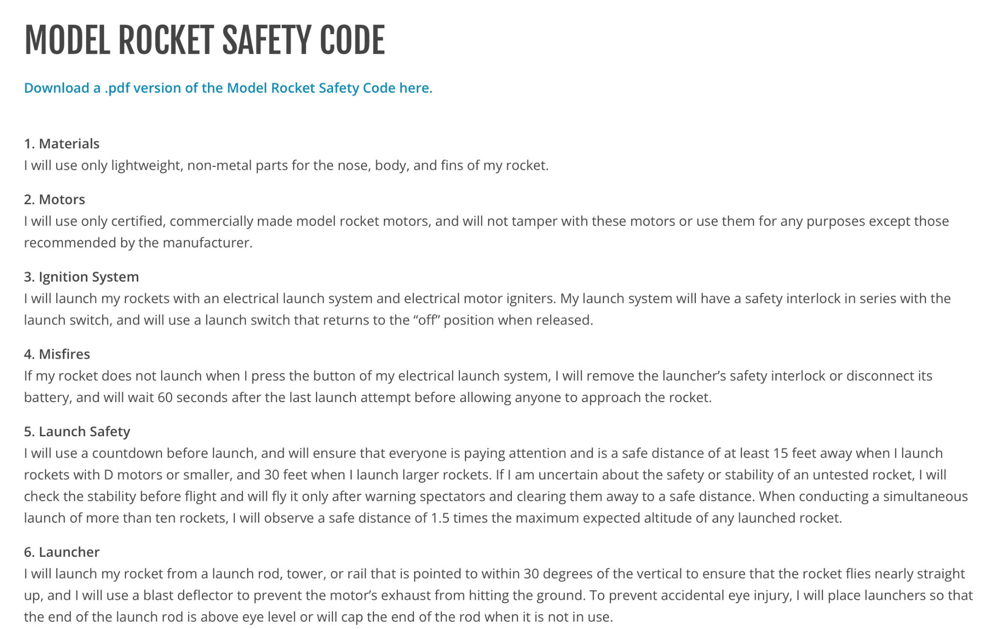 MODEL ROCKET SAFETY CODE
Download a .pdf version of the Model Rocket Safety Code here.
1. Materials
I will use only lightweight, non-metal parts for the nose, body, and fins of my rocket.
2. Motors
I will use only certified, commercially made model rocket motors, and will not tamper with these motors or use them for any purposes except those
recommended by the manufacturer.
3. Ignition System
I will launch my rockets with an electrical launch system and electrical motor igniters. My launch system will have a safety interlock in series with the
launch switch, and will use a launch switch that returns to the “off” position when released.
4. Misfires
If my rocket does not launch when I press the button of my electrical launch system, I will remove the launcher’s safety interlock or disconnect its
battery, and will wait 60 seconds after the last launch attempt before allowing anyone to approach the rocket.
5. Launch Safety
I will use a countdown before launch, and will ensure that everyone is paying attention and is a safe distance of at least 15 feet away when I launch
rockets with D motors or smaller, and 30 feet when I launch larger rockets. If I am uncertain about the safety or stability of an untested rocket, I will
check the stability before flight and will fly it only after warning spectators and clearing them away to a safe distance. When conducting a simultaneous
launch of more than ten rockets, I will observe a safe distance of 1.5 times the maximum expected altitude of any launched rocket.
6. Launcher
I will launch my rocket from a launch rod, tower, or rail that is pointed to within 30 degrees of the vertical to ensure that the rocket flies nearly straight
up, and I will use a blast deflector to prevent the motor’s exhaust from hitting the ground. To prevent accidental eye injury, I will place launchers so that
the end of the launch rod is above eye level or will cap the end of the rod when it is not in use.